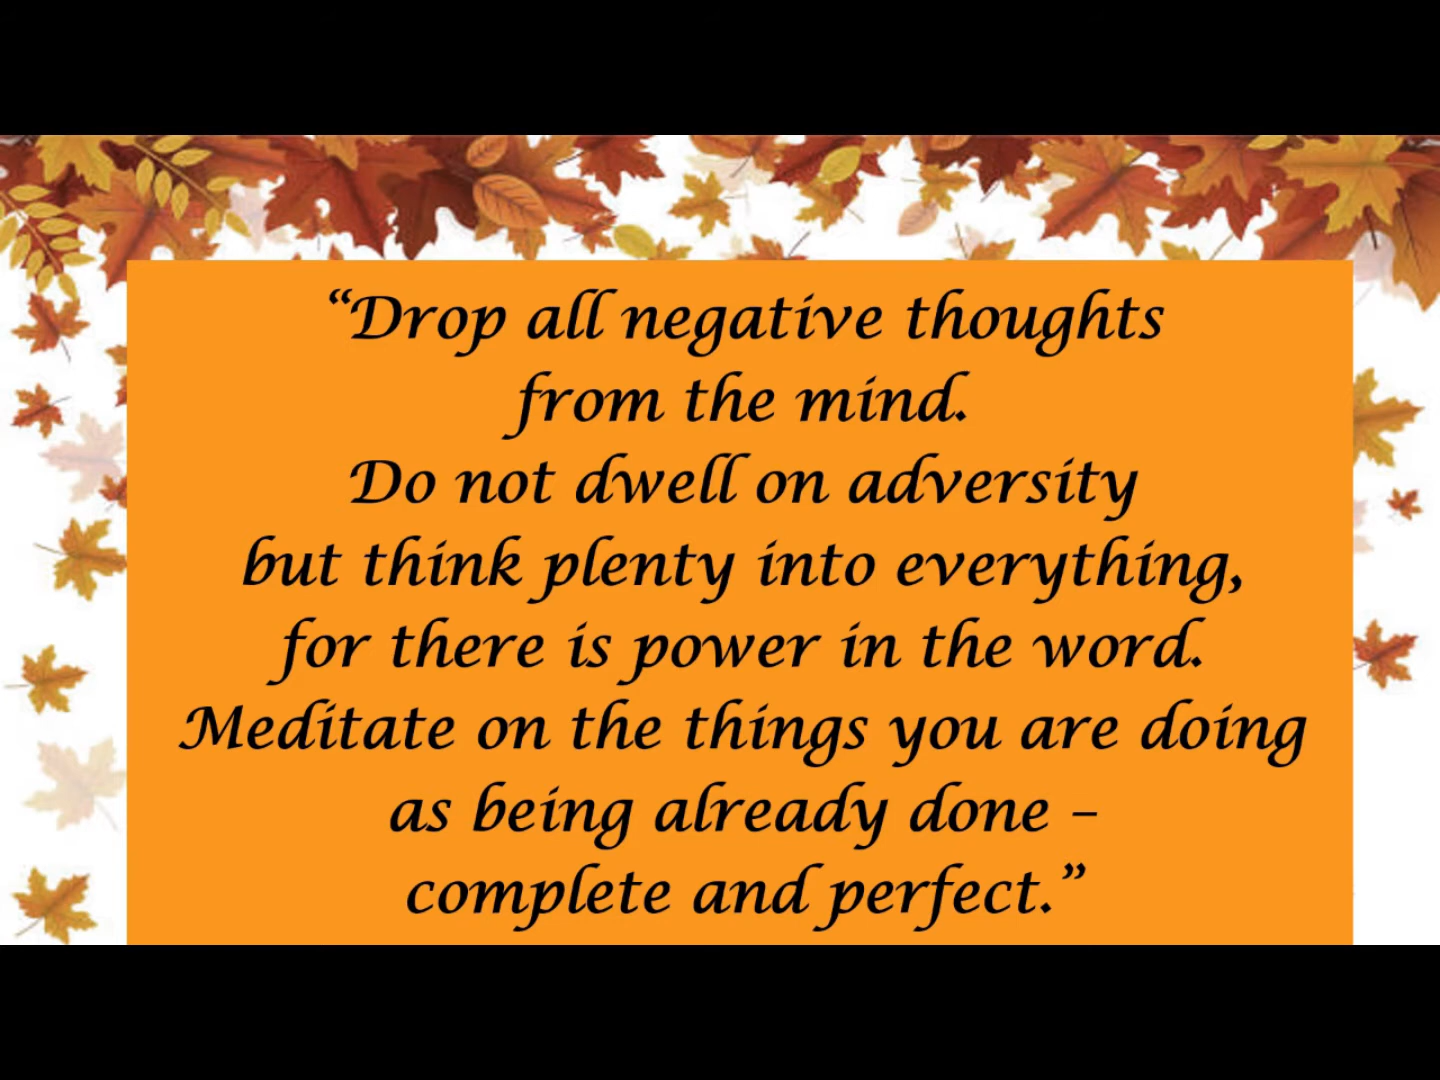 “Drop all negative thoughts
from the mind.
Do not dwell on adversity
but think plenty into everything,
for there is power in the word.
Meditate on the things you are doing
as being already done –
complete and perfect.”